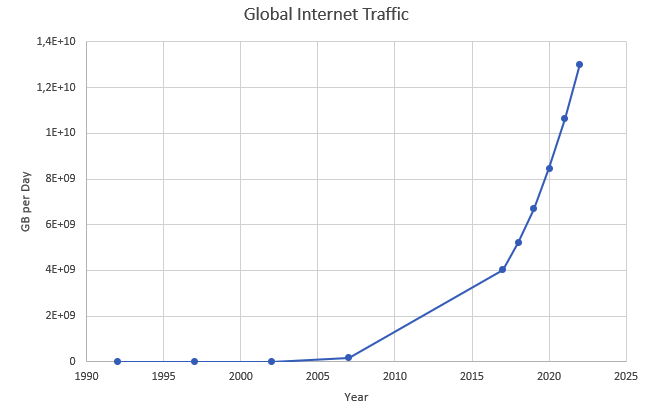 Global Internet Traffic
1,4E+10
1,2E+10
1E+10
8E+09
6E+09
4E+09
2E+09
0
GB per Day
1990 1995 2000 2005 2010 2015 2020 2025
Year